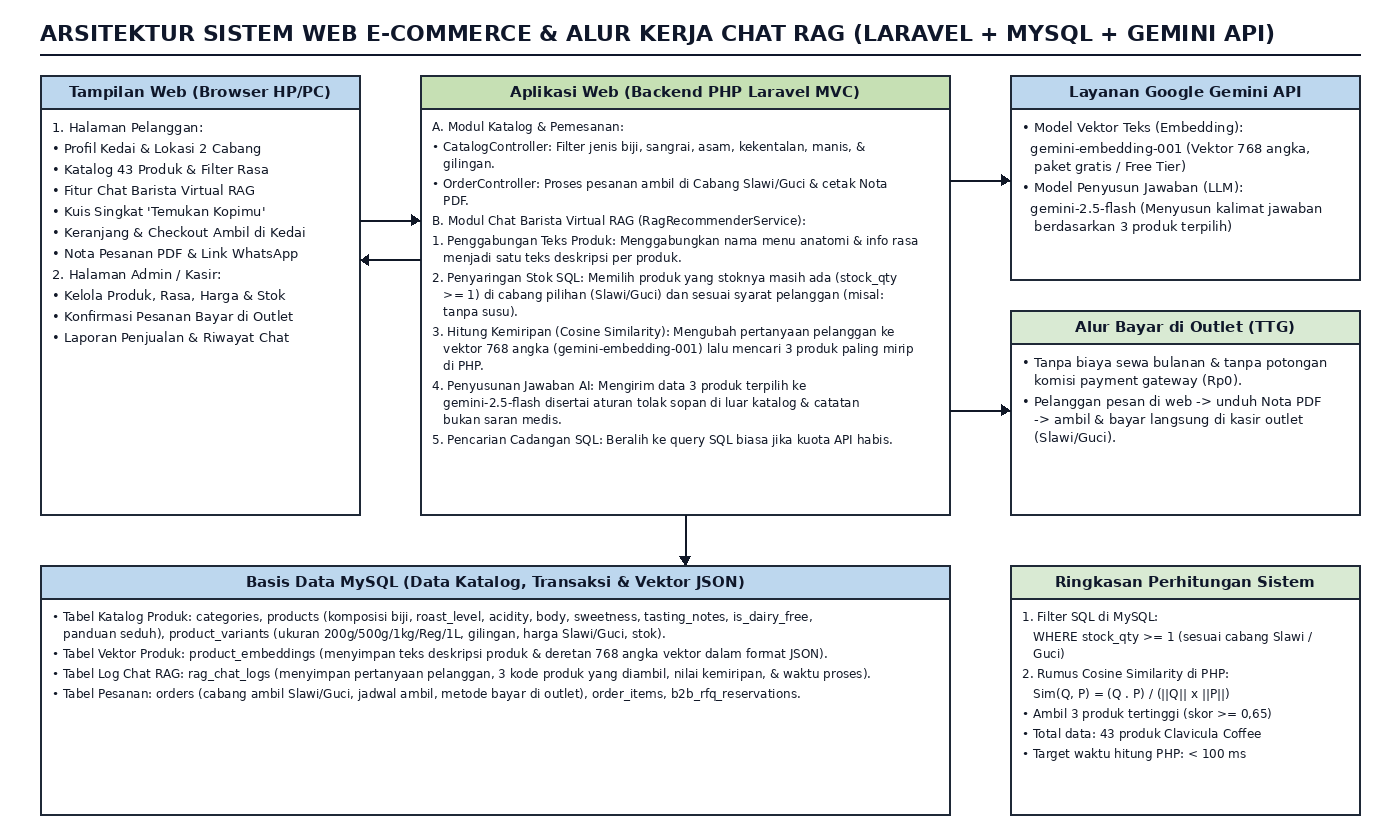 ARSITEKTUR SISTEM WEB E-COMMERCE & ALUR KERJA CHAT RAG (LARAVEL + MYSQL + GEMINI API)
Tampilan Web (Browser HP/PC)
1. Halaman Pelanggan:
• Profil Kedai & Lokasi 2 Cabang
• Katalog 43 Produk & Filter Rasa
• Fitur Chat Barista Virtual RAG
• Kuis Singkat 'Temukan Kopimu'
• Keranjang & Checkout Ambil di Kedai
• Nota Pesanan PDF & Link WhatsApp
2. Halaman Admin / Kasir:
• Kelola Produk, Rasa, Harga & Stok
• Konfirmasi Pesanan Bayar di Outlet
• Laporan Penjualan & Riwayat Chat
Aplikasi Web (Backend PHP Laravel MVC)
A. Modul Katalog & Pemesanan:
• CatalogController: Filter jenis biji, sangrai, asam, kekentalan, manis, &
gilingan.
• OrderController: Proses pesanan ambil di Cabang Slawi/Guci & cetak Nota
PDF.
B. Modul Chat Barista Virtual RAG (RagRecommenderService):
1. Penggabungan Teks Produk: Menggabungkan nama menu anatomi & info rasa
menjadi satu teks deskripsi per produk.
2. Penyaringan Stok SQL: Memilih produk yang stoknya masih ada (stock_qty
>= 1) di cabang pilihan (Slawi/Guci) dan sesuai syarat pelanggan (misal:
tanpa susu).
3. Hitung Kemiripan (Cosine Similarity): Mengubah pertanyaan pelanggan ke
vektor 768 angka (gemini-embedding-001) lalu mencari 3 produk paling mirip
di PHP.
4. Penyusunan Jawaban AI: Mengirim data 3 produk terpilih ke
gemini-2.5-flash disertai aturan tolak sopan di luar katalog & catatan
bukan saran medis.
5. Pencarian Cadangan SQL: Beralih ke query SQL biasa jika kuota API habis.
Layanan Google Gemini API
• Model Vektor Teks (Embedding):
gemini-embedding-001 (Vektor 768 angka,
paket gratis / Free Tier)
• Model Penyusun Jawaban (LLM):
gemini-2.5-flash (Menyusun kalimat jawaban
berdasarkan 3 produk terpilih)
Alur Bayar di Outlet (TTG)
• Tanpa biaya sewa bulanan & tanpa potongan
komisi payment gateway (Rp0).
• Pelanggan pesan di web -> unduh Nota PDF
-> ambil & bayar langsung di kasir outlet
(Slawi/Guci).
Basis Data MySQL (Data Katalog, Transaksi & Vektor JSON)
• Tabel Katalog Produk: categories, products (komposisi biji, roast_level, acidity, body, sweetness, tasting_notes, is_dairy_free,
panduan seduh), product_variants (ukuran 200g/500g/1kg/Reg/1L, gilingan, harga Slawi/Guci, stok).
• Tabel Vektor Produk: product_embeddings (menyimpan teks deskripsi produk & deretan 768 angka vektor dalam format JSON).
• Tabel Log Chat RAG: rag_chat_logs (menyimpan pertanyaan pelanggan, 3 kode produk yang diambil, nilai kemiripan, & waktu proses).
• Tabel Pesanan: orders (cabang ambil Slawi/Guci, jadwal ambil, metode bayar di outlet), order_items, b2b_rfq_reservations.
Ringkasan Perhitungan Sistem
1. Filter SQL di MySQL:
WHERE stock_qty >= 1 (sesuai cabang Slawi /
Guci)
2. Rumus Cosine Similarity di PHP:
Sim(Q, P) = (Q . P) / (||Q|| x ||P||)
• Ambil 3 produk tertinggi (skor >= 0,65)
• Total data: 43 produk Clavicula Coffee
• Target waktu hitung PHP: < 100 ms